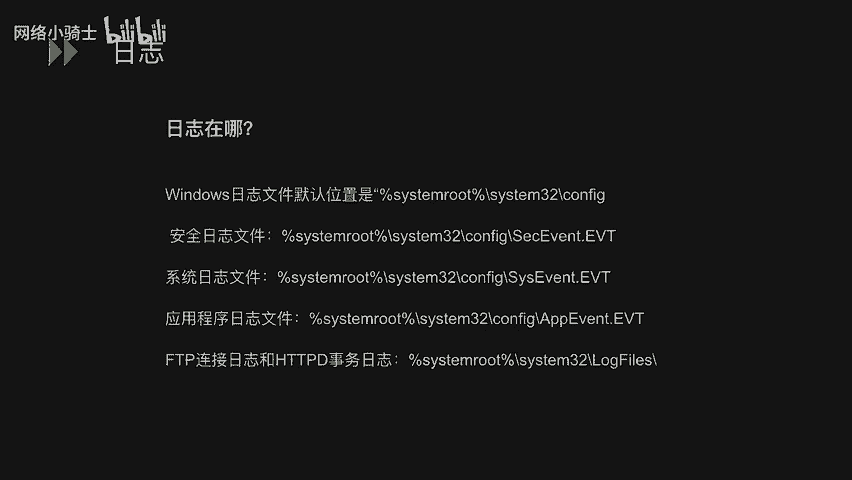 网络小骑士 bilibili
日志
日志在哪?
Windows日志文件默认位置是“%systemroot%\system32\config
安全日志文件：%systemroot%\system32\config\SecEvent.EVT
系统日志文件：%systemroot%\system32\config\SysEvent.EVT
应用程序日志文件：%systemroot%\system32\config\AppEvent.EVT
FTP连接日志和HTTPD事务日志：%systemroot%\system32\LogFiles\